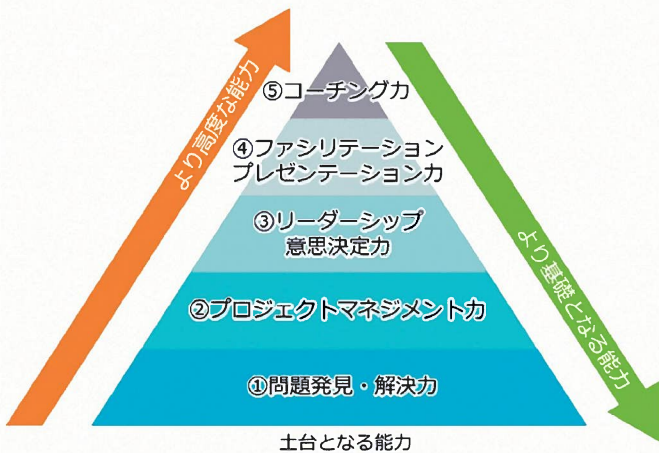 より高度な能力
⑤コーチング力
④ファシリテーション
プレゼンテーション力
③リーダーシップ
意思決定力
②プロジェクトマネジメント力
①問題発見・解決力
より基礎となる能力
土台となる能力